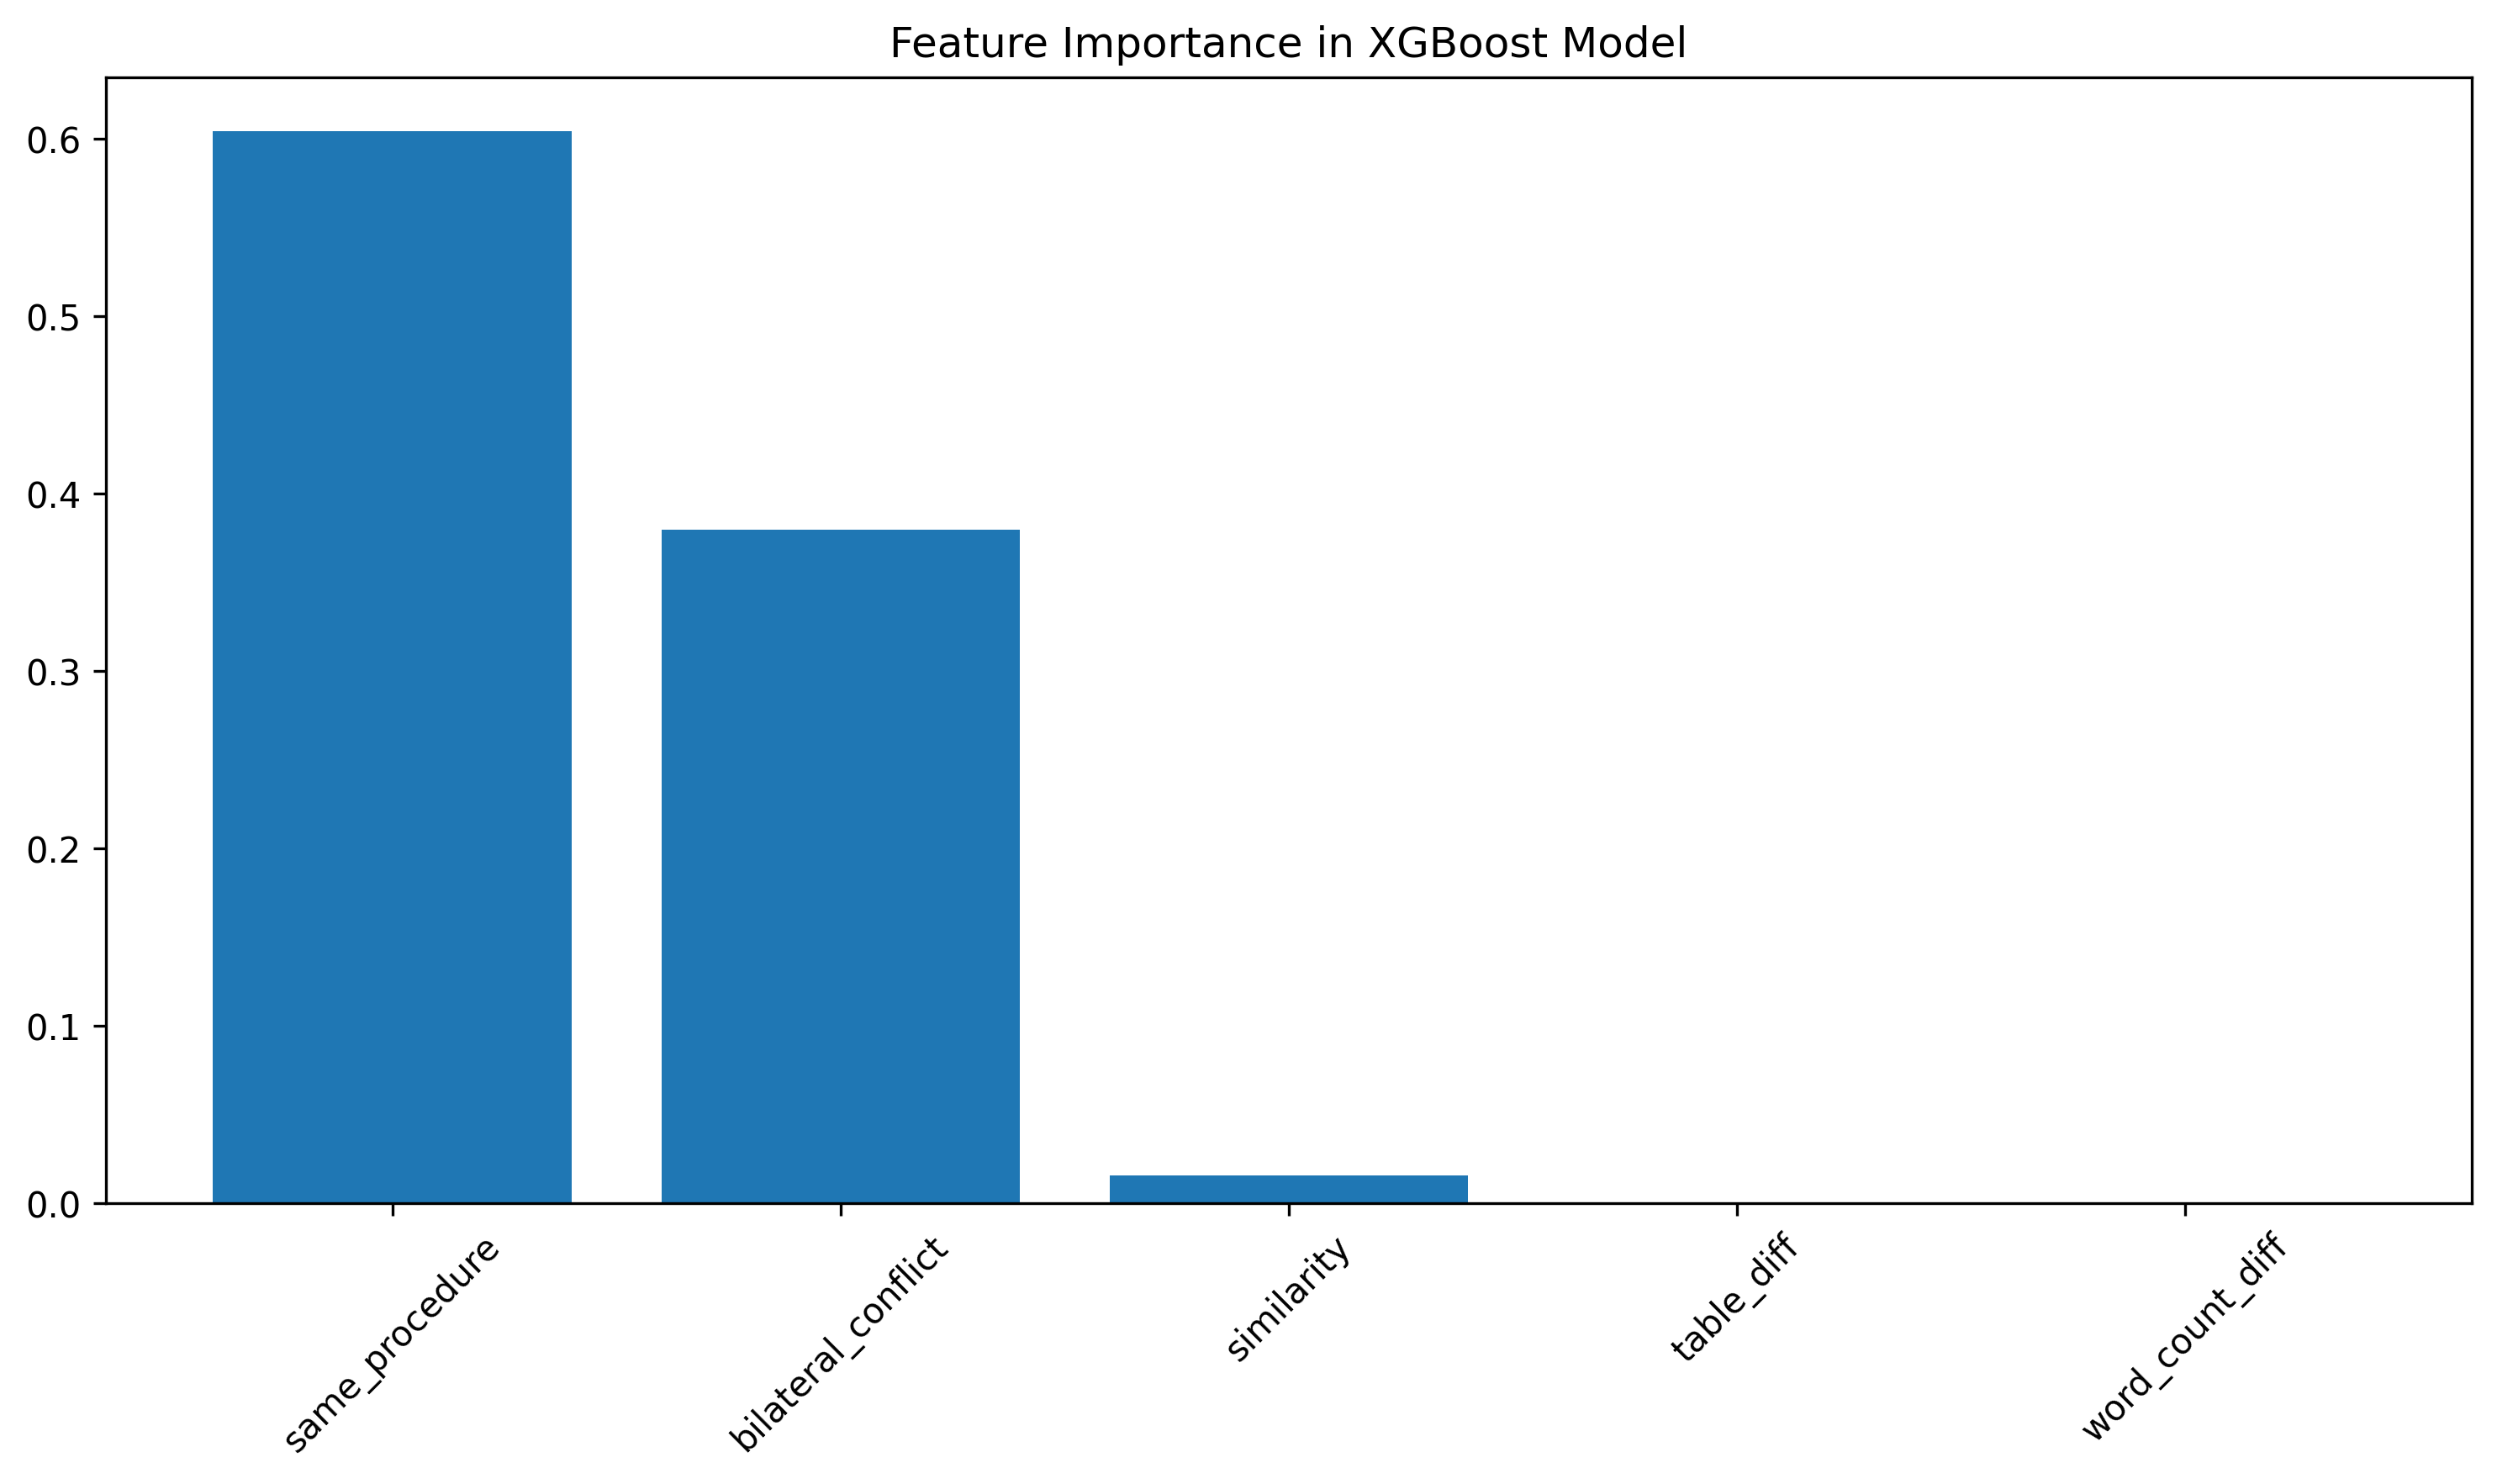 Feature Importance in XGBoost Model
0.6
0.5
0.4
0.3
0.2
0.1
0.0
same_procedure
bilateral_conflict
similarity
table_diff
word_count_diff